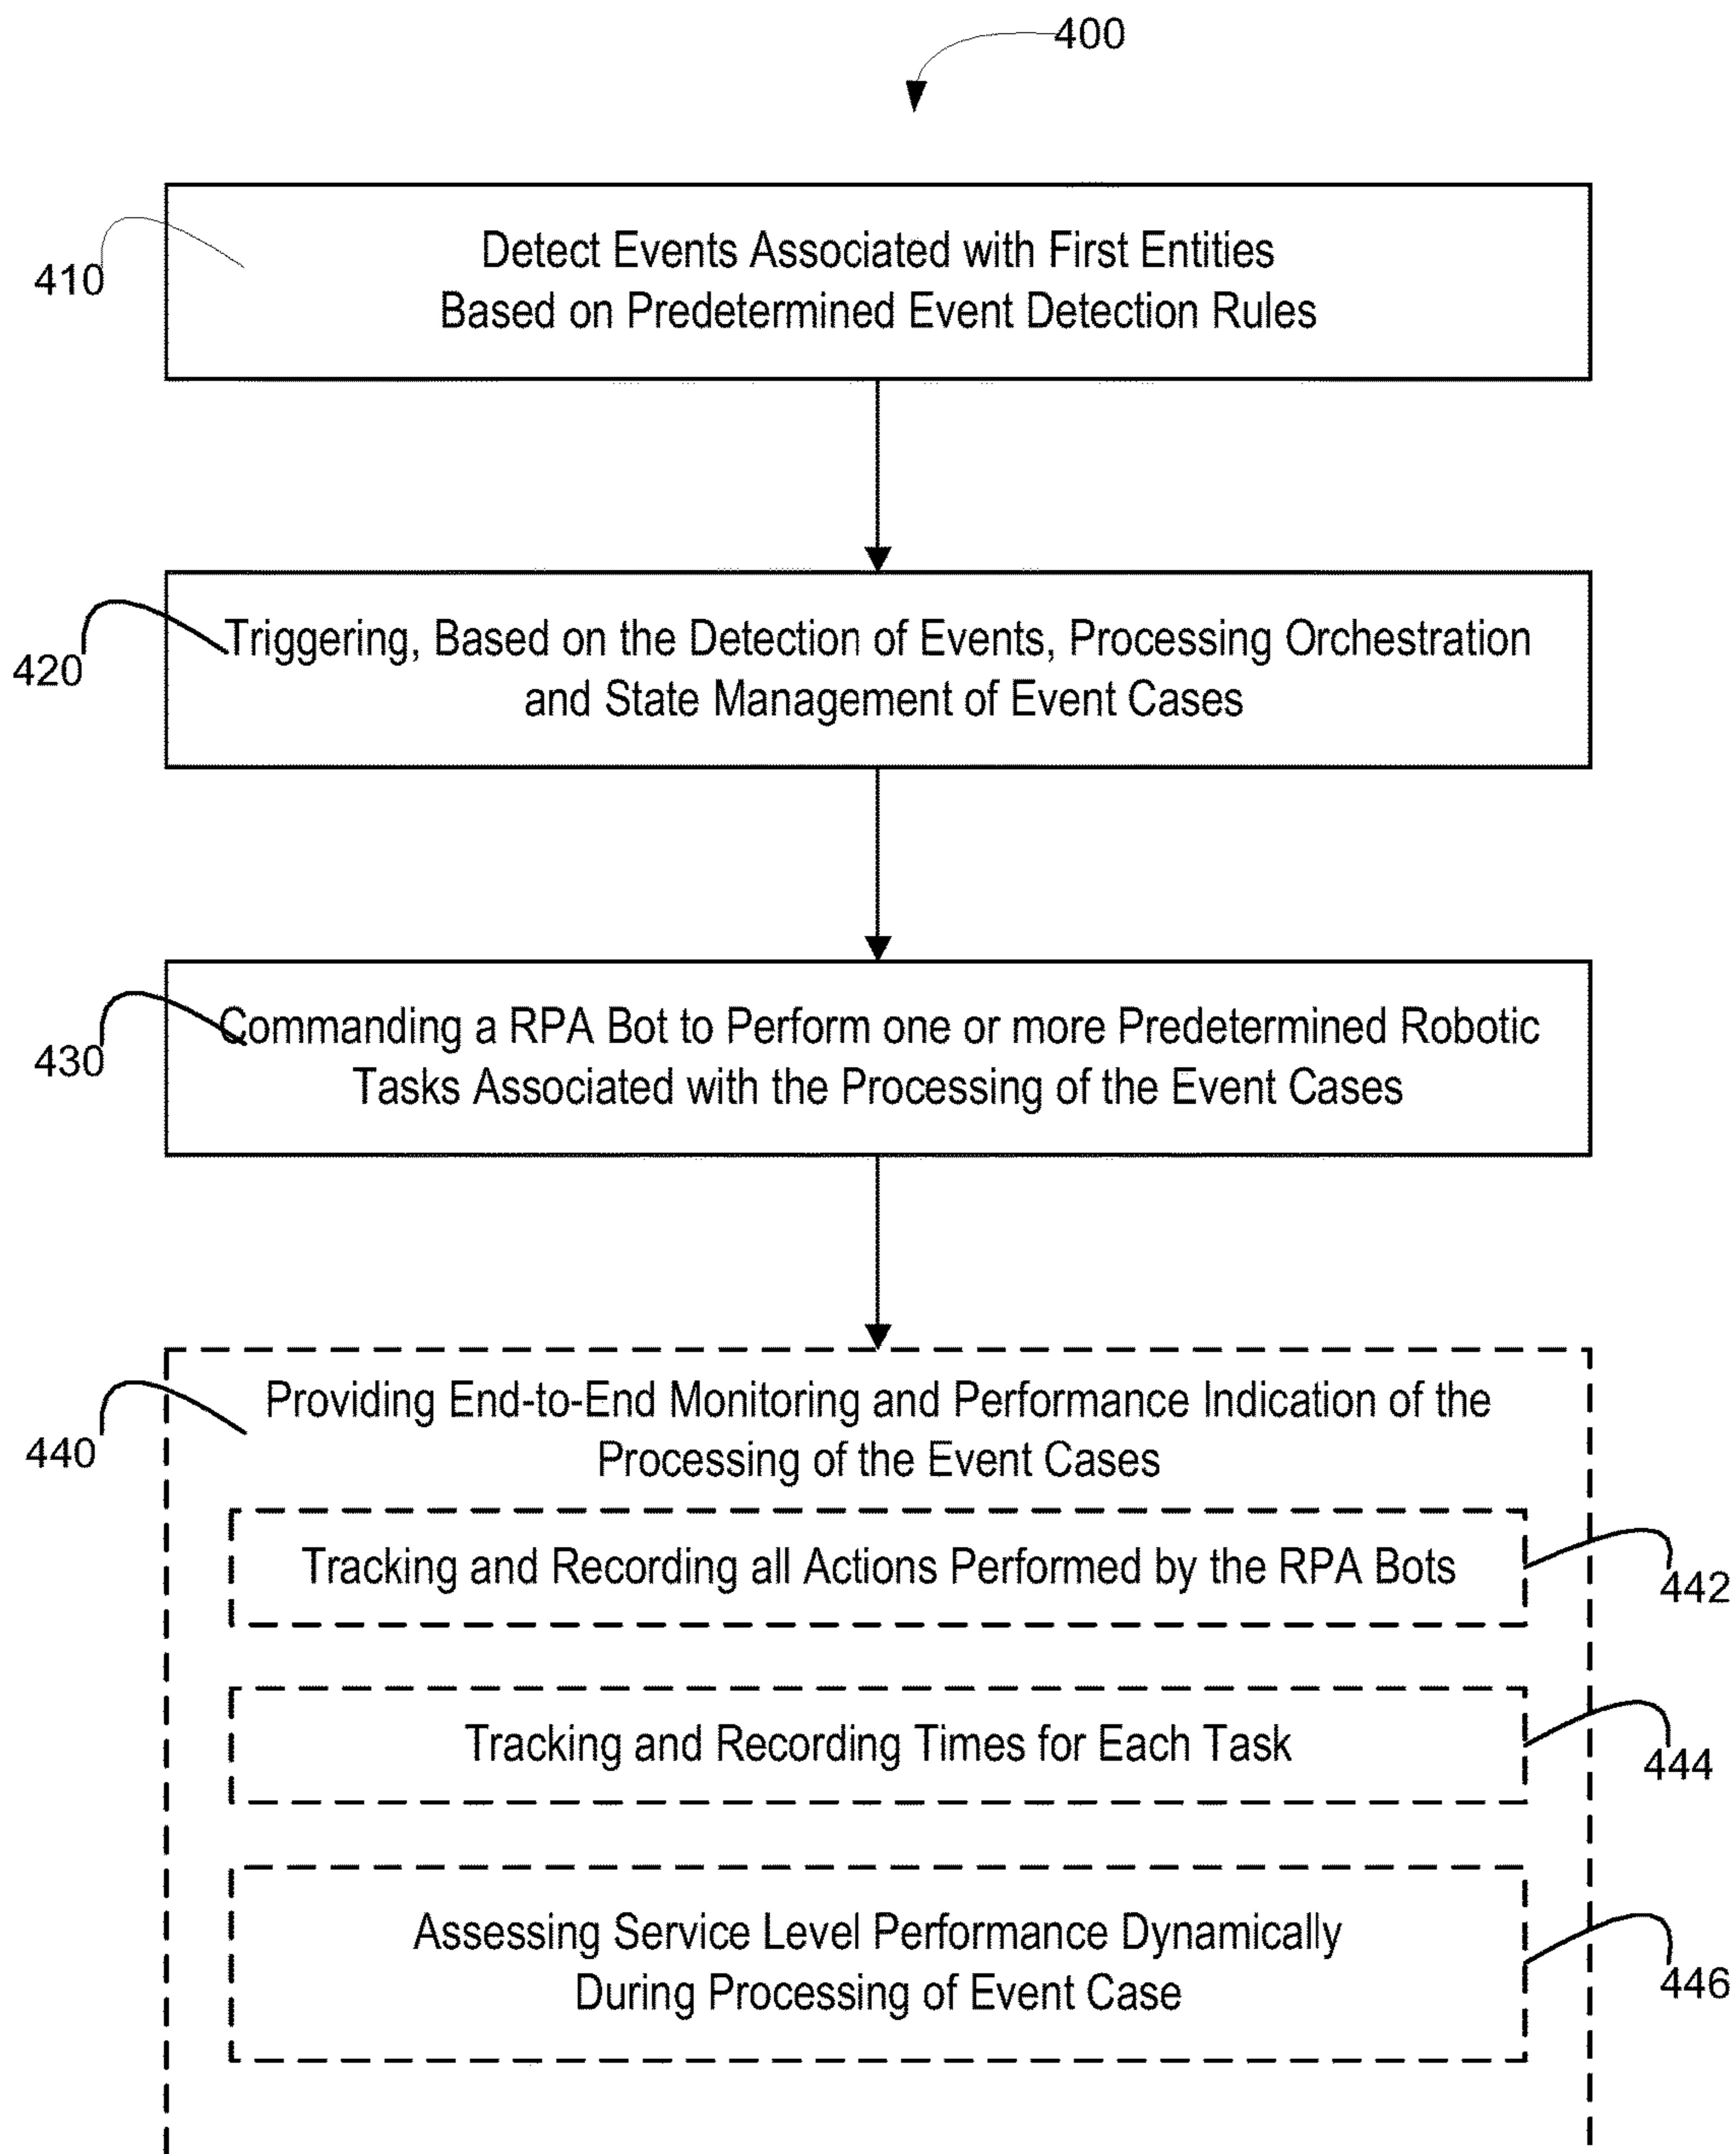 400
410
Detect Events Associated with First Entities
Based on Predetermined Event Detection Rules
420
Triggering, Based on the Detection of Events, Processing Orchestration
and State Management of Event Cases
430
Commanding a RPA Bot to Perform one or more Predetermined Robotic
Tasks Associated with the Processing of the Event Cases
440
Providing End-to-End Monitoring and Performance Indication of the
Processing of the Event Cases
Tracking and Recording all Actions Performed by the RPA Bots
442
Tracking and Recording Times for Each Task
444
Assessing Service Level Performance Dynamically
During Processing of Event Case
446